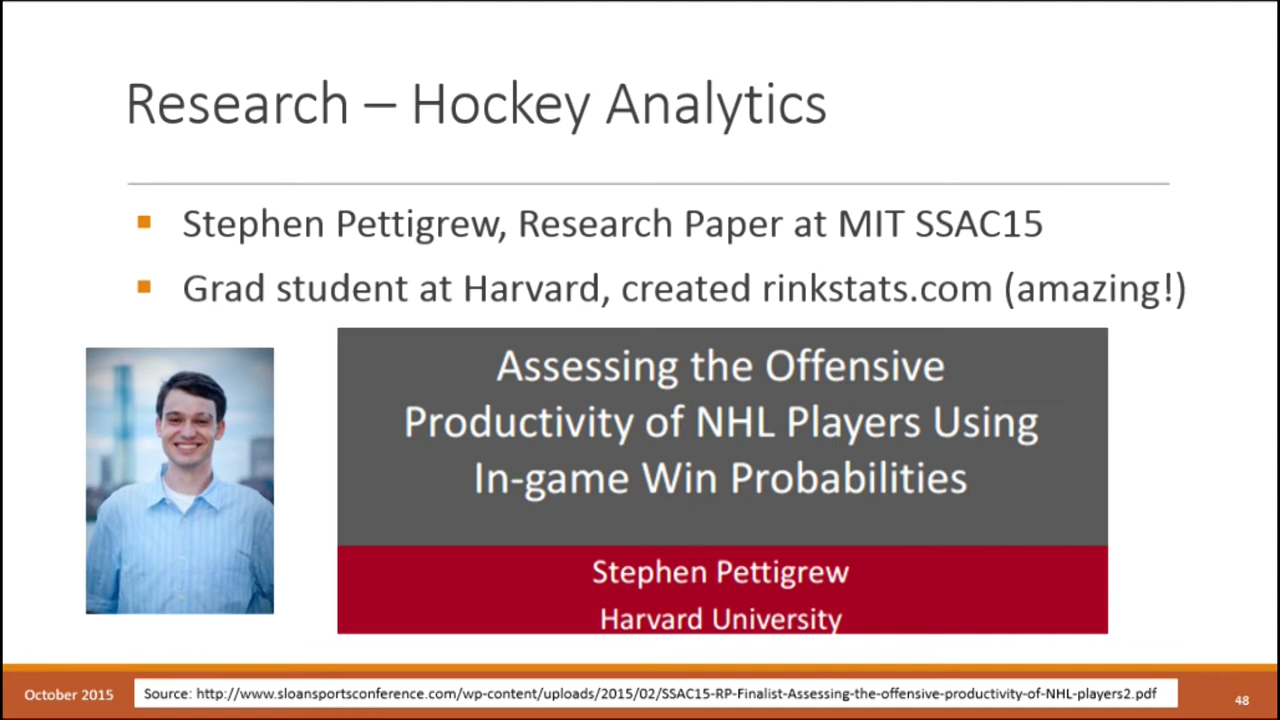 Research – Hockey Analytics
Stephen Pettigrew, Research Paper at MIT SSAC15
Grad student at Harvard, created rinkstats.com (amazing!)
Assessing the Offensive
Productivity of NHL Players Using
In-game Win Probabilities
Stephen Pettigrew
Harvard University
October 2015
Source: http://www.sloansportsconference.com/wp-content/uploads/2015/02/SSAC15-RP-Finalist-Assessing-the-offensive-productivity-of-NHL-players2.pdf
48